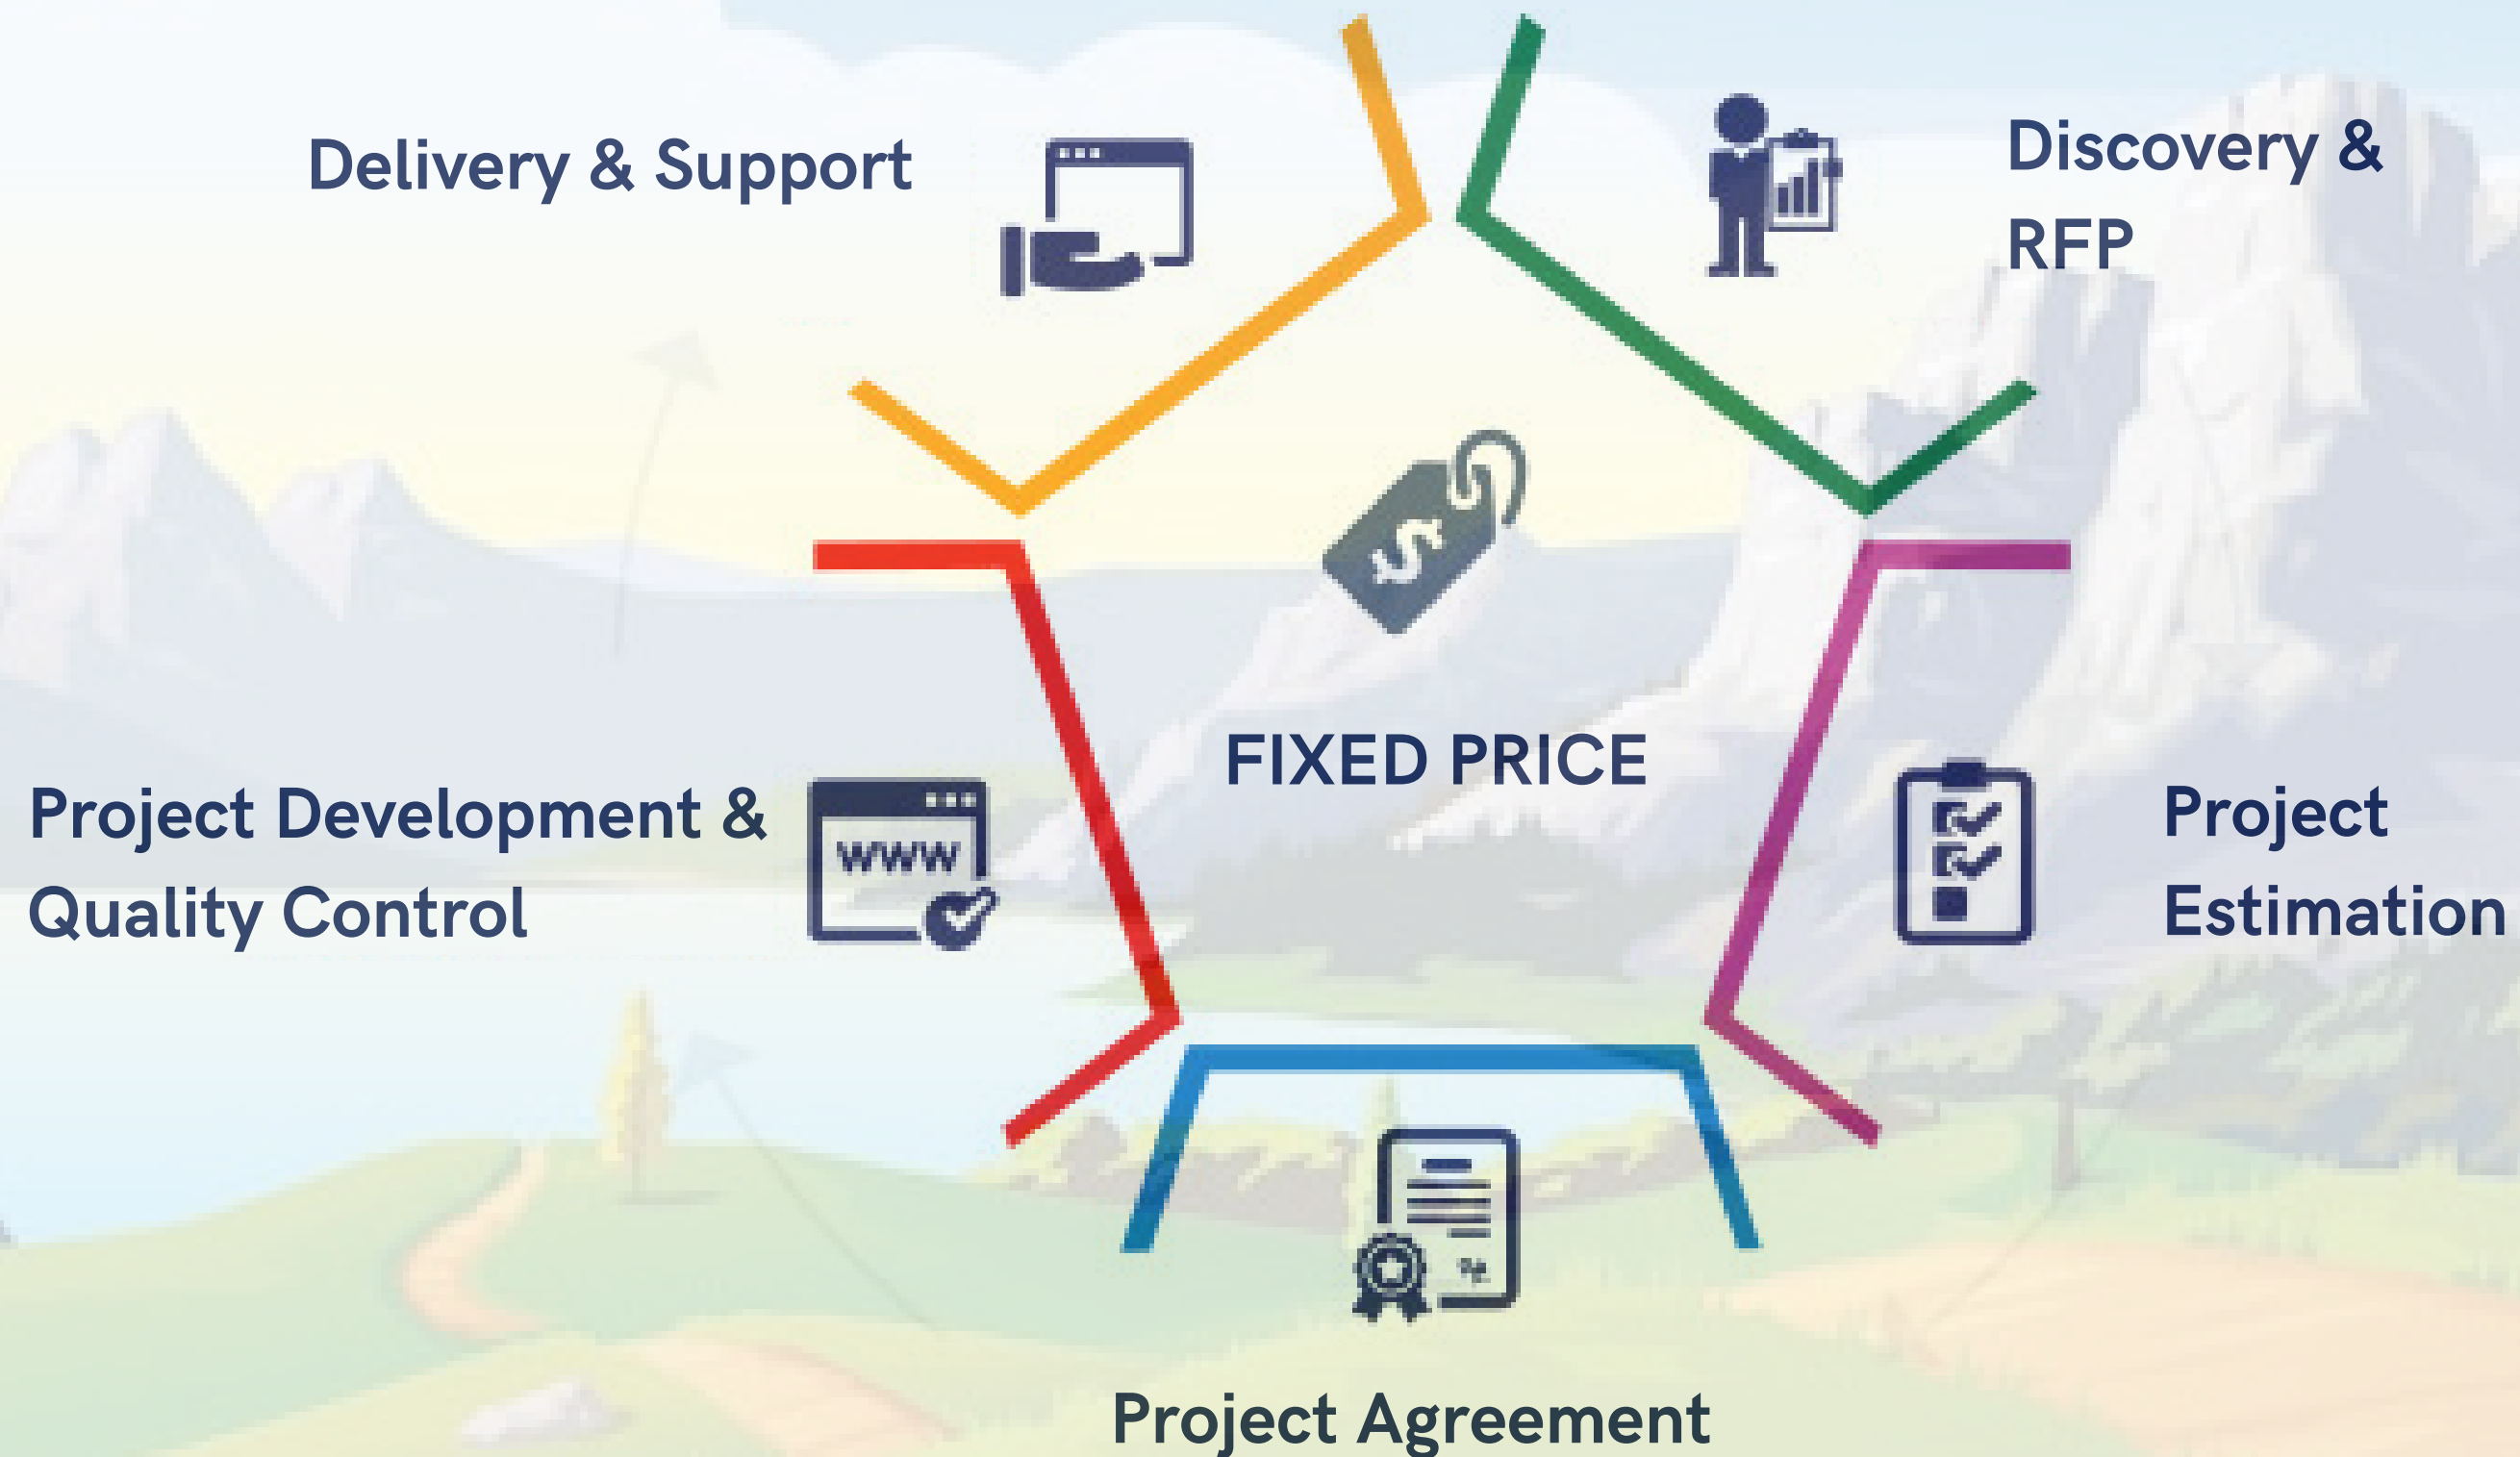 Delivery & Support
Discovery &
RFP
$
FIXED PRICE
Project Development &
Quality Control
www
Project
Estimation
Project Agreement